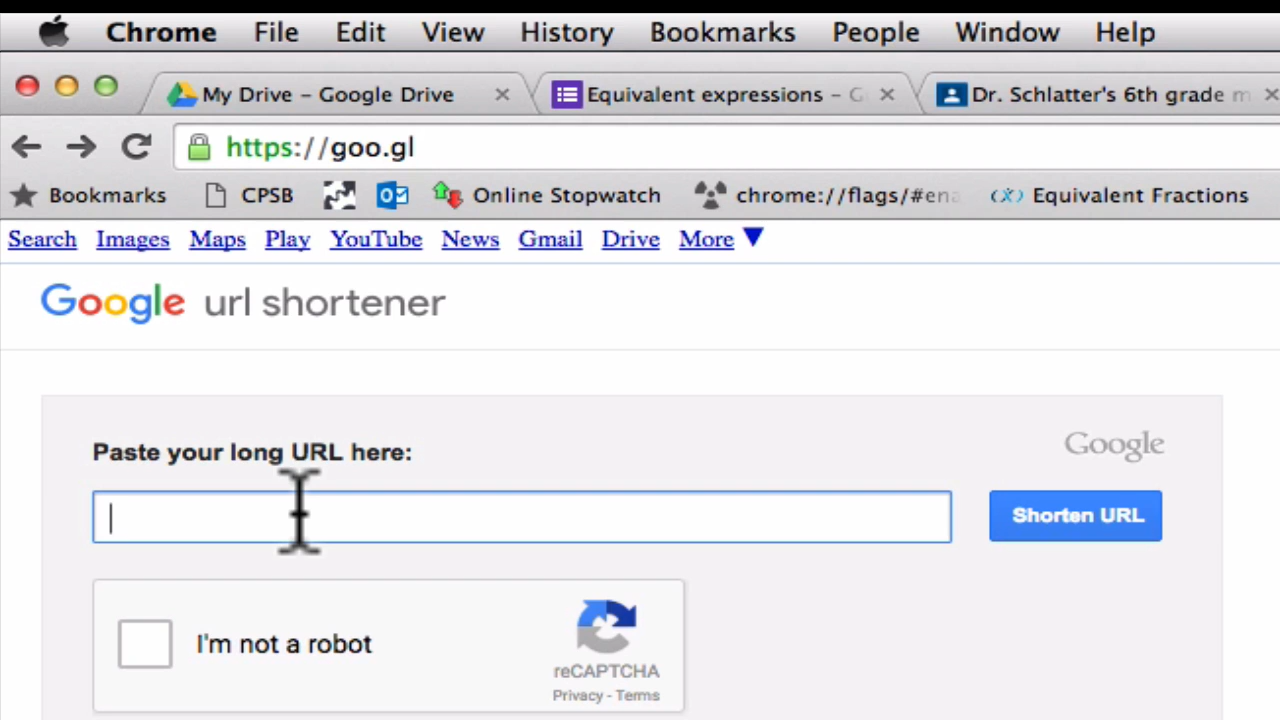 Chrome File Edit View History Bookmarks People Window Help
My Drive – Google Drive Equivalent expressions – G Dr. Schlatter's 6th grade m
https://goo.gl
Bookmarks CPSB Online Stopwatch chrome://flags/#ena Equivalent Fractions
Search Images Maps Play YouTube News Gmail Drive More ▼
Google url shortener
Paste your long URL here:
Google
Shorten URL
I'm not a robot
reCAPTCHA
Privacy - Terms